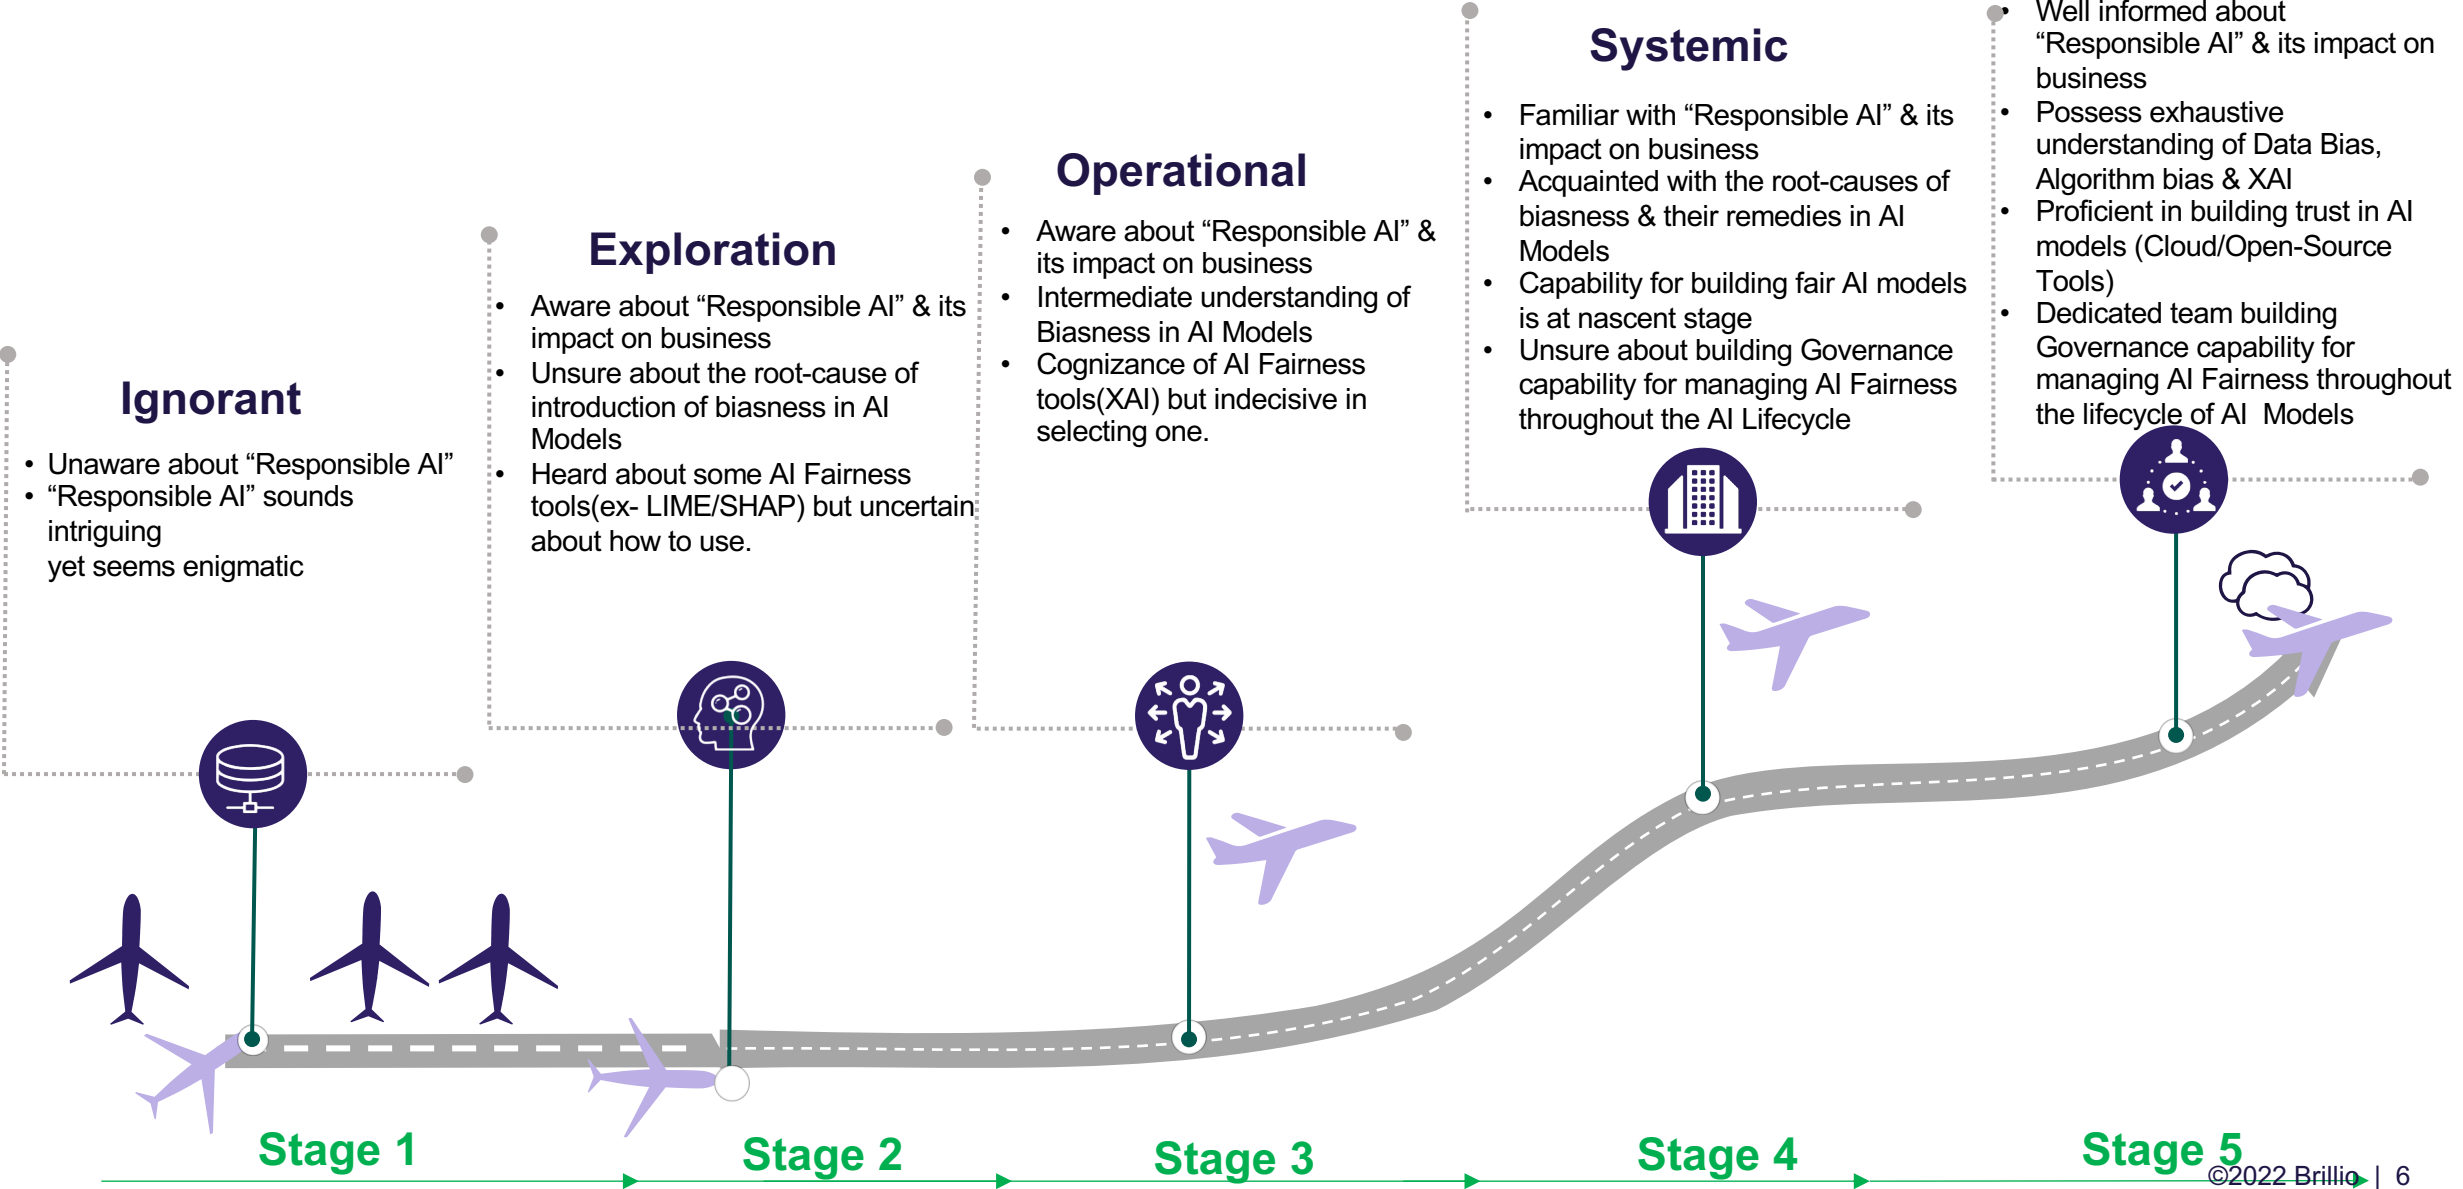 Ignorant
• Unaware about “Responsible AI”
• “Responsible AI” sounds
intriguing
yet seems enigmatic
Exploration
• Aware about “Responsible AI” & its
impact on business
• Unsure about the root-cause of
introduction of biasness in AI
Models
• Heard about some AI Fairness
tools(ex- LIME/SHAP) but uncertain
about how to use.
Operational
• Aware about “Responsible AI” &
its impact on business
• Intermediate understanding of
Biasness in AI Models
• Cognizance of AI Fairness
tools(XAI) but indecisive in
selecting one.
Systemic
• Familiar with “Responsible AI” & its
impact on business
• Acquainted with the root-causes of
biasness & their remedies in AI
Models
• Capability for building fair AI models
is at nascent stage
• Unsure about building Governance
capability for managing AI Fairness
throughout the AI Lifecycle
• Well informed about
“Responsible AI” & its impact on
business
• Possess exhaustive
understanding of Data Bias,
Algorithm bias & XAI
• Proficient in building trust in AI
models (Cloud/Open-Source
Tools)
• Dedicated team building
Governance capability for
managing AI Fairness throughout
the lifecycle of AI  Models
Stage 1
Stage 2
Stage 3
Stage 4
Stage 5
©2022 Brillio | 6